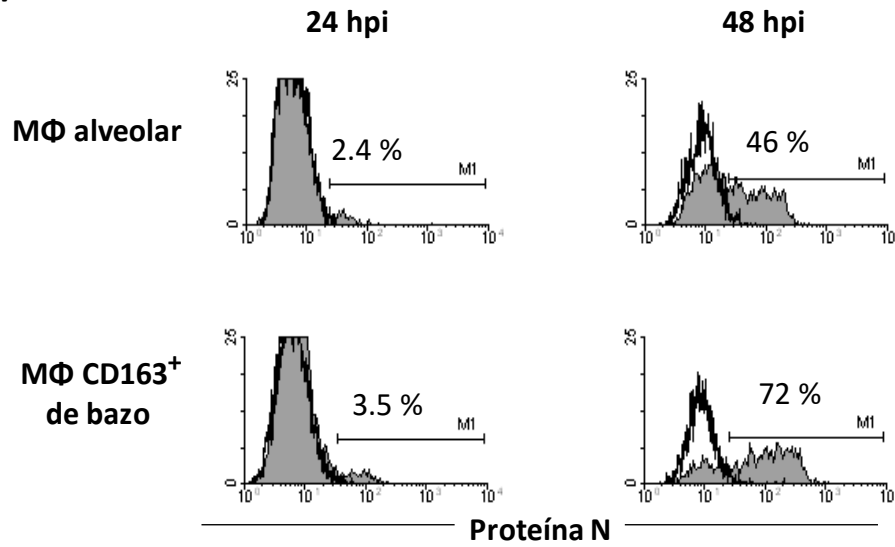 24 hpi
48 hpi
MΦ alveolar
25
0
2.4 %
M1
10⁰ 10¹ 10² 10³ 10⁴
25
0
46 %
M1
10⁰ 10¹ 10² 10³ 10
MΦ CD163⁺
de bazo
25
0
3.5 %
M1
10⁰ 10¹ 10² 10³ 10⁴
25
0
72 %
M1
10⁰ 10¹ 10² 10³ 10
Proteína N